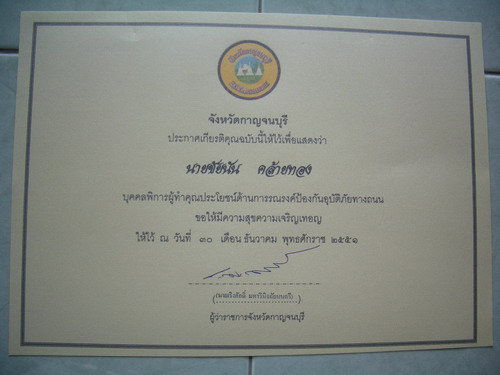 จังหวัดกาญจนบุรี
ประกาศเกียรติคุณฉบับนี้ให้ไว้เพื่อแสดงว่า
นายชัยนัน คล้ายทอง
บุคคลพิการผู้ทำคุณประโยชน์ด้านการรณรงค์ป้องกันอุบัติภัยทางถนน
ขอให้มีความสุขความเจริญเทอญ
ให้ไว้ ณ วันที่ ๓๐ เดือน ธันวาคม พุทธศักราช ๒๕๕๑
ผู้ว่าราชการจังหวัดกาญจนบุรี